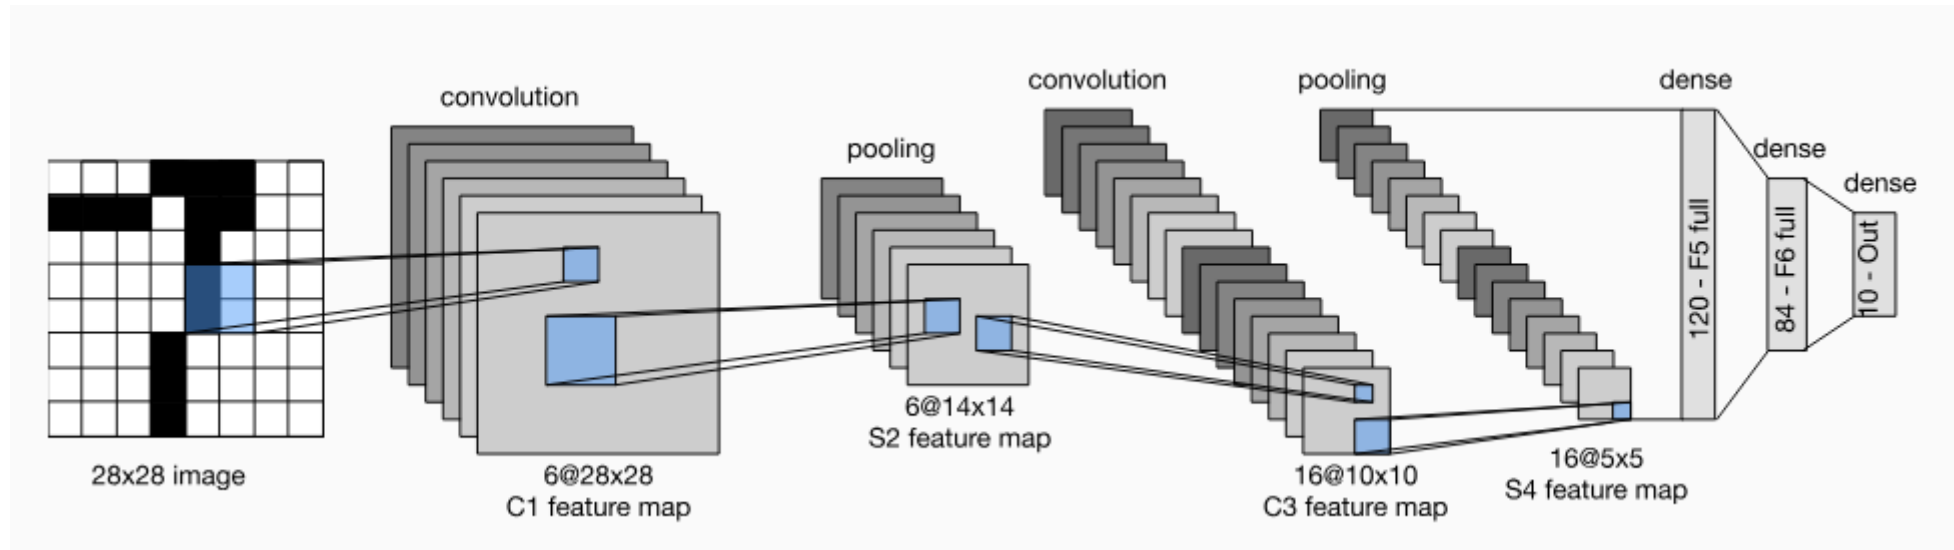 convolution
pooling
convolution
pooling
dense
dense
dense
28x28 image
6@28x28
C1 feature map
6@14x14
S2 feature map
16@10x10
C3 feature map
16@5x5
S4 feature map
120 - F5 full
84 - F6 full
10 - Out